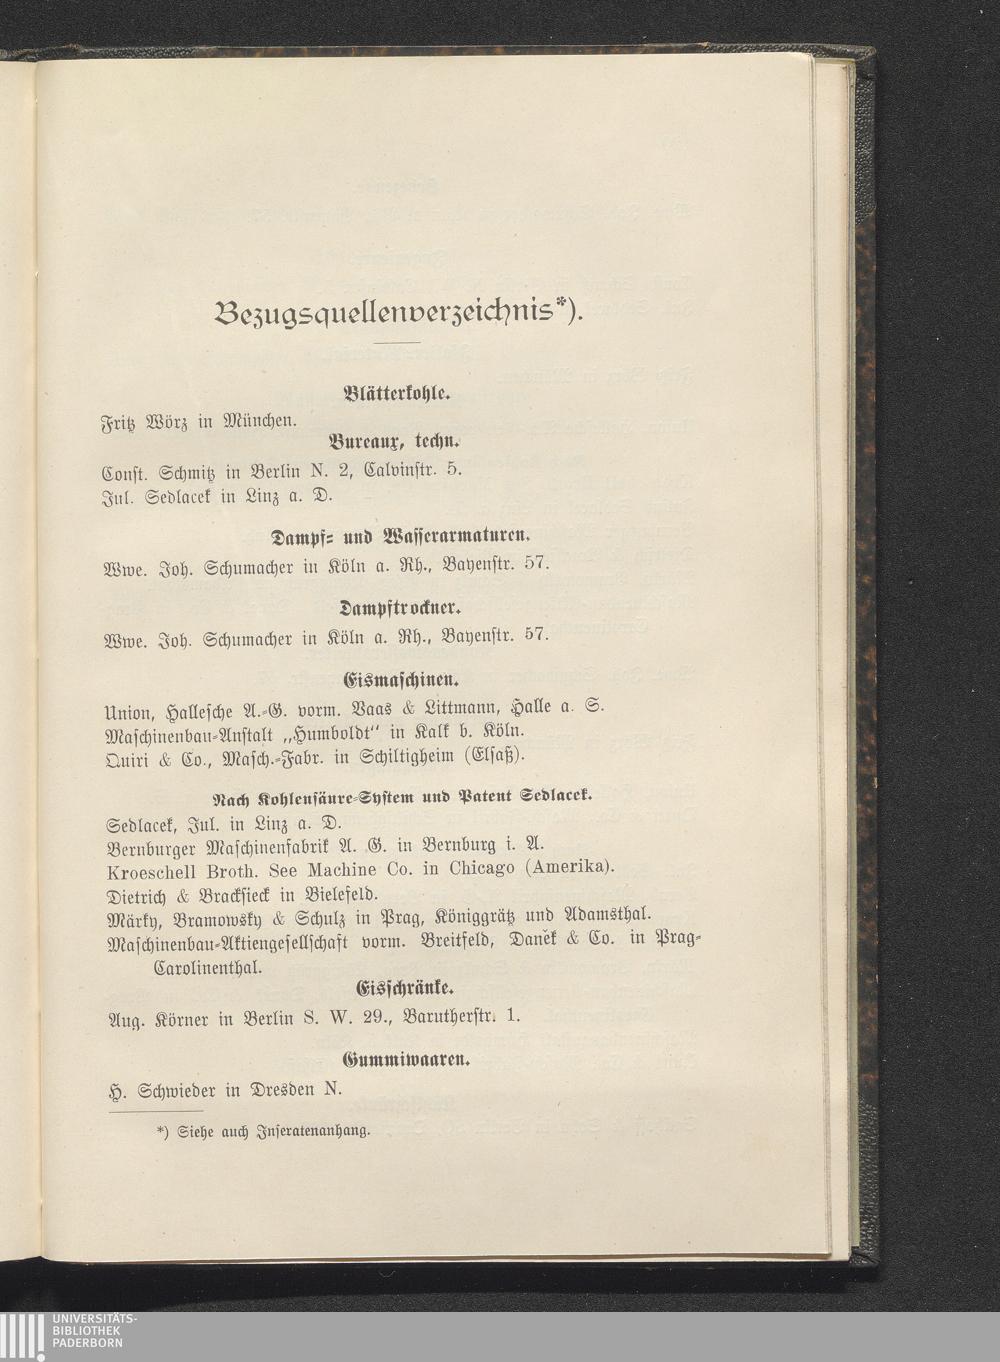 Bezugsquellenverzeichnis*).
Blätterkohle.
Fritz Wörz in München.
Bureaux, techn.
Const. Schmitz in Berlin N. 2, Calvinstr. 5.
Jul. Sedlacek in Linz a. D.
Dampf- und Wasserarmaturen.
Wwe. Joh. Schumacher in Köln a. Rh., Bayenstr. 57.
Dampftrockner.
Wwe. Joh. Schumacher in Köln a. Rh., Bayenstr. 57.
Eismaschinen.
Union, Hallesche A.-G. vorm. Vaas & Littmann, Halle a. S.
Maschinenbau-Anstalt „Humboldt“ in Kalk b. Köln.
Quiri & Co., Masch.-Fabr. in Schiltigheim (Elsaß).
Nach Kohlensäure-System und Patent Sedlacek.
Sedlacek, Jul. in Linz a. D.
Bernburger Maschinenfabrik A. G. in Bernburg i. A.
Kroeschell Broth. See Machine Co. in Chicago (Amerika).
Dietrich & Bracksieck in Bielefeld.
Märky, Bramowsky & Schulz in Prag, Königgrätz und Adamsthal.
Maschinenbau-Aktiengesellschaft vorm. Breitfeld, Daněk & Co. in Prag-
Carolinenthal.
Eisschränke.
Aug. Körner in Berlin S. W. 29., Barutherstr. 1.
Gummiwaaren.
H. Schwieder in Dresden N.
*) Siehe auch Inseratenanhang.
UNIVERSITÄTS-
BIBLIOTHEK
PADERBORN